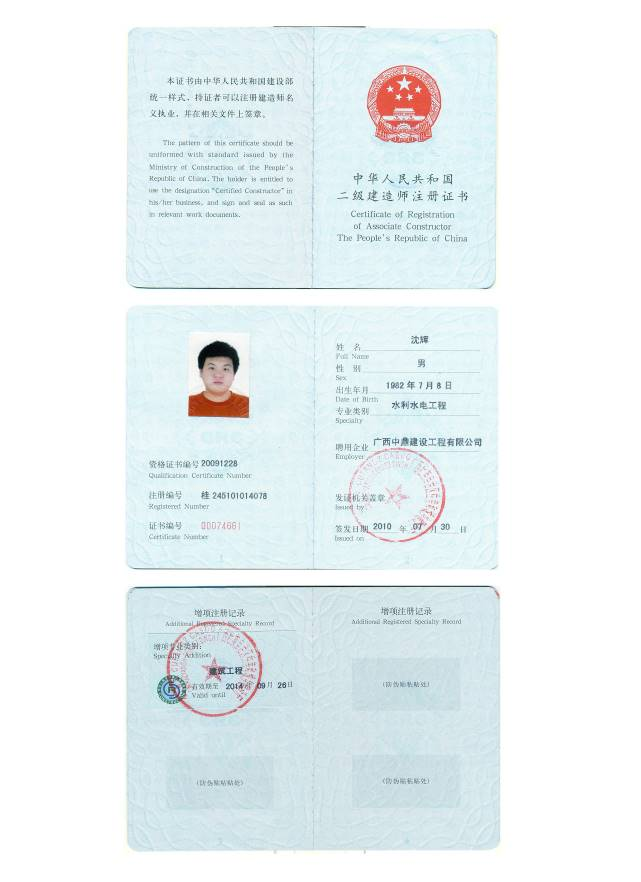 本证书由中华人民共和国建设部
统一样式，持证者可以注册建造师名
义执业，并在相关文件上签章。
The pattern of this certificate should be
uniformed with standard issued by the
Ministry of Construction of the People's
Republic of China. The holder is entitled to
use the designation "Certified Constructor" in
his/her business, and sign and seal as such
in relevant work documents.
中华人民共和国
二级建造师注册证书
Certificate of Registration
of Associate Constructor
The People's Republic of China
资格证书编号 20091228
Qualification Certificate Number
注册编号 桂 245101014078
Registered Number
证书编号 00074661
Certificate Number
姓 名 沈辉
Full Name
性 别 男
Sex
出生年月 1982 年 7 月 8 日
Date of Birth
专业类别 水利水电工程
Specialty
聘用企业 广西中鼎建设工程有限公司
Employer
发证机关盖章
Issued by
签发日期 2010 年 07 月 30 日
Issued on
增项注册记录
Additional Registered Specialty Record
增项专业类别：
Specialty Addition
建筑工程
有效期至 2014 年 09 月 26 日
Valid until
（防伪贴粘贴处）
增项注册记录
Additional Registered Specialty Record
（防伪贴粘贴处）
（防伪贴粘贴处）